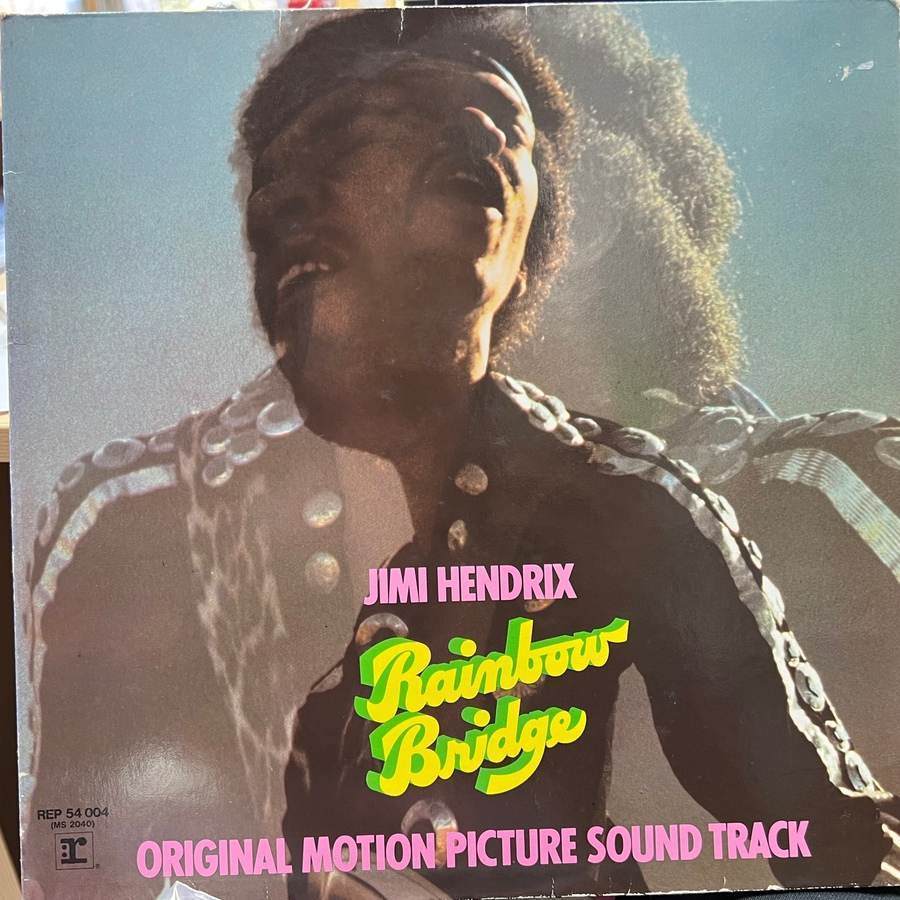 JIMI HENDRIX
Rainbow
Bridge
REP 54 004
(MS 2040)
:r
ORIGINAL MOTION PICTURE SOUND TRACK